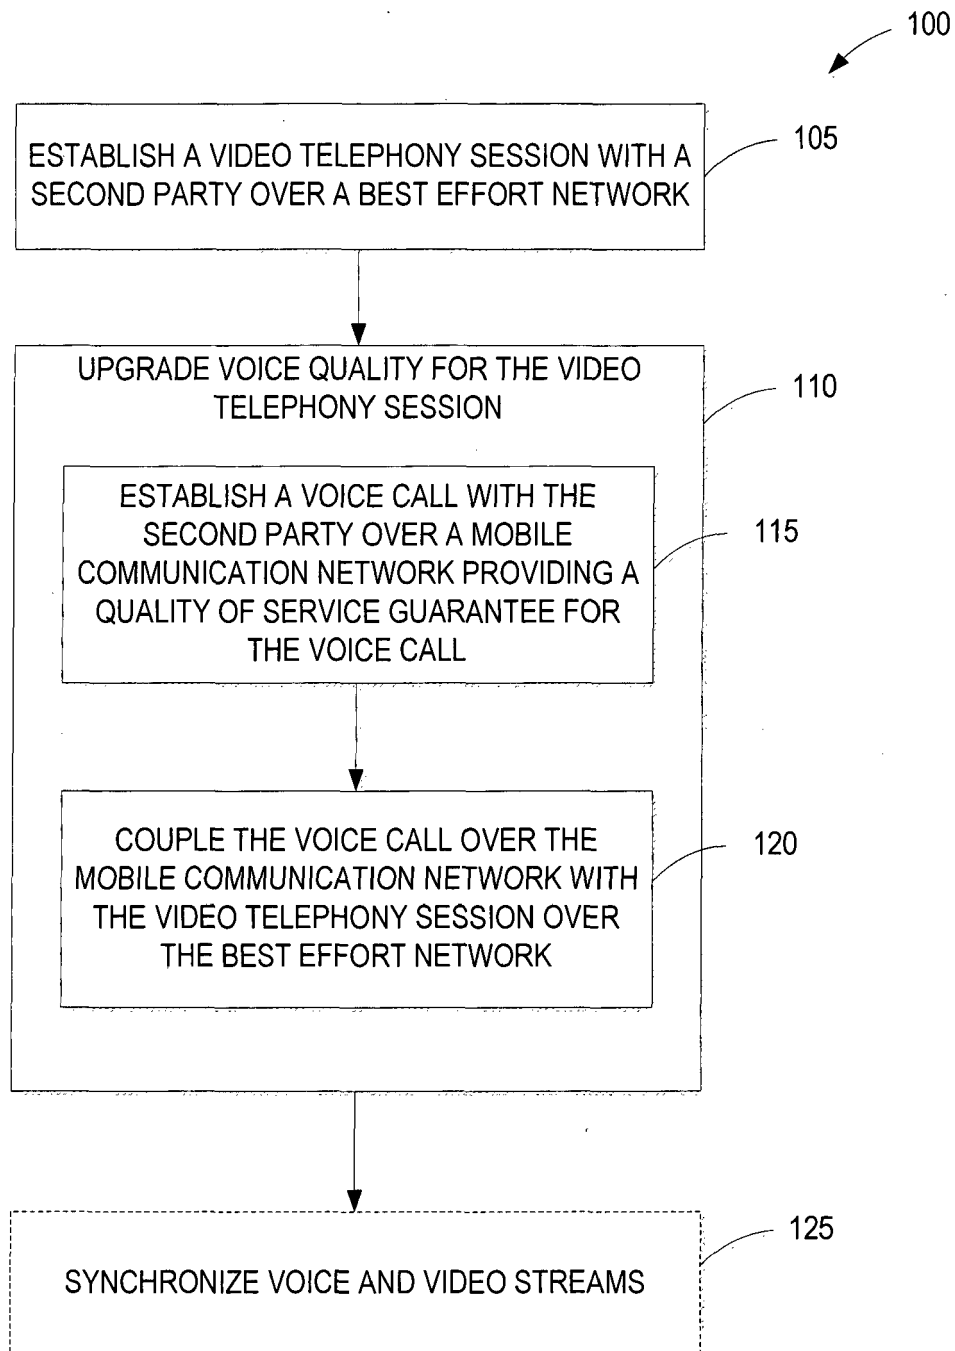 100
ESTABLISH A VIDEO TELEPHONY SESSION WITH A
SECOND PARTY OVER A BEST EFFORT NETWORK
105
UPGRADE VOICE QUALITY FOR THE VIDEO
TELEPHONY SESSION
110
ESTABLISH A VOICE CALL WITH THE
SECOND PARTY OVER A MOBILE
COMMUNICATION NETWORK PROVIDING A
QUALITY OF SERVICE GUARANTEE FOR
THE VOICE CALL
115
COUPLE THE VOICE CALL OVER THE
MOBILE COMMUNICATION NETWORK WITH
THE VIDEO TELEPHONY SESSION OVER
THE BEST EFFORT NETWORK
120
SYNCHRONIZE VOICE AND VIDEO STREAMS
125